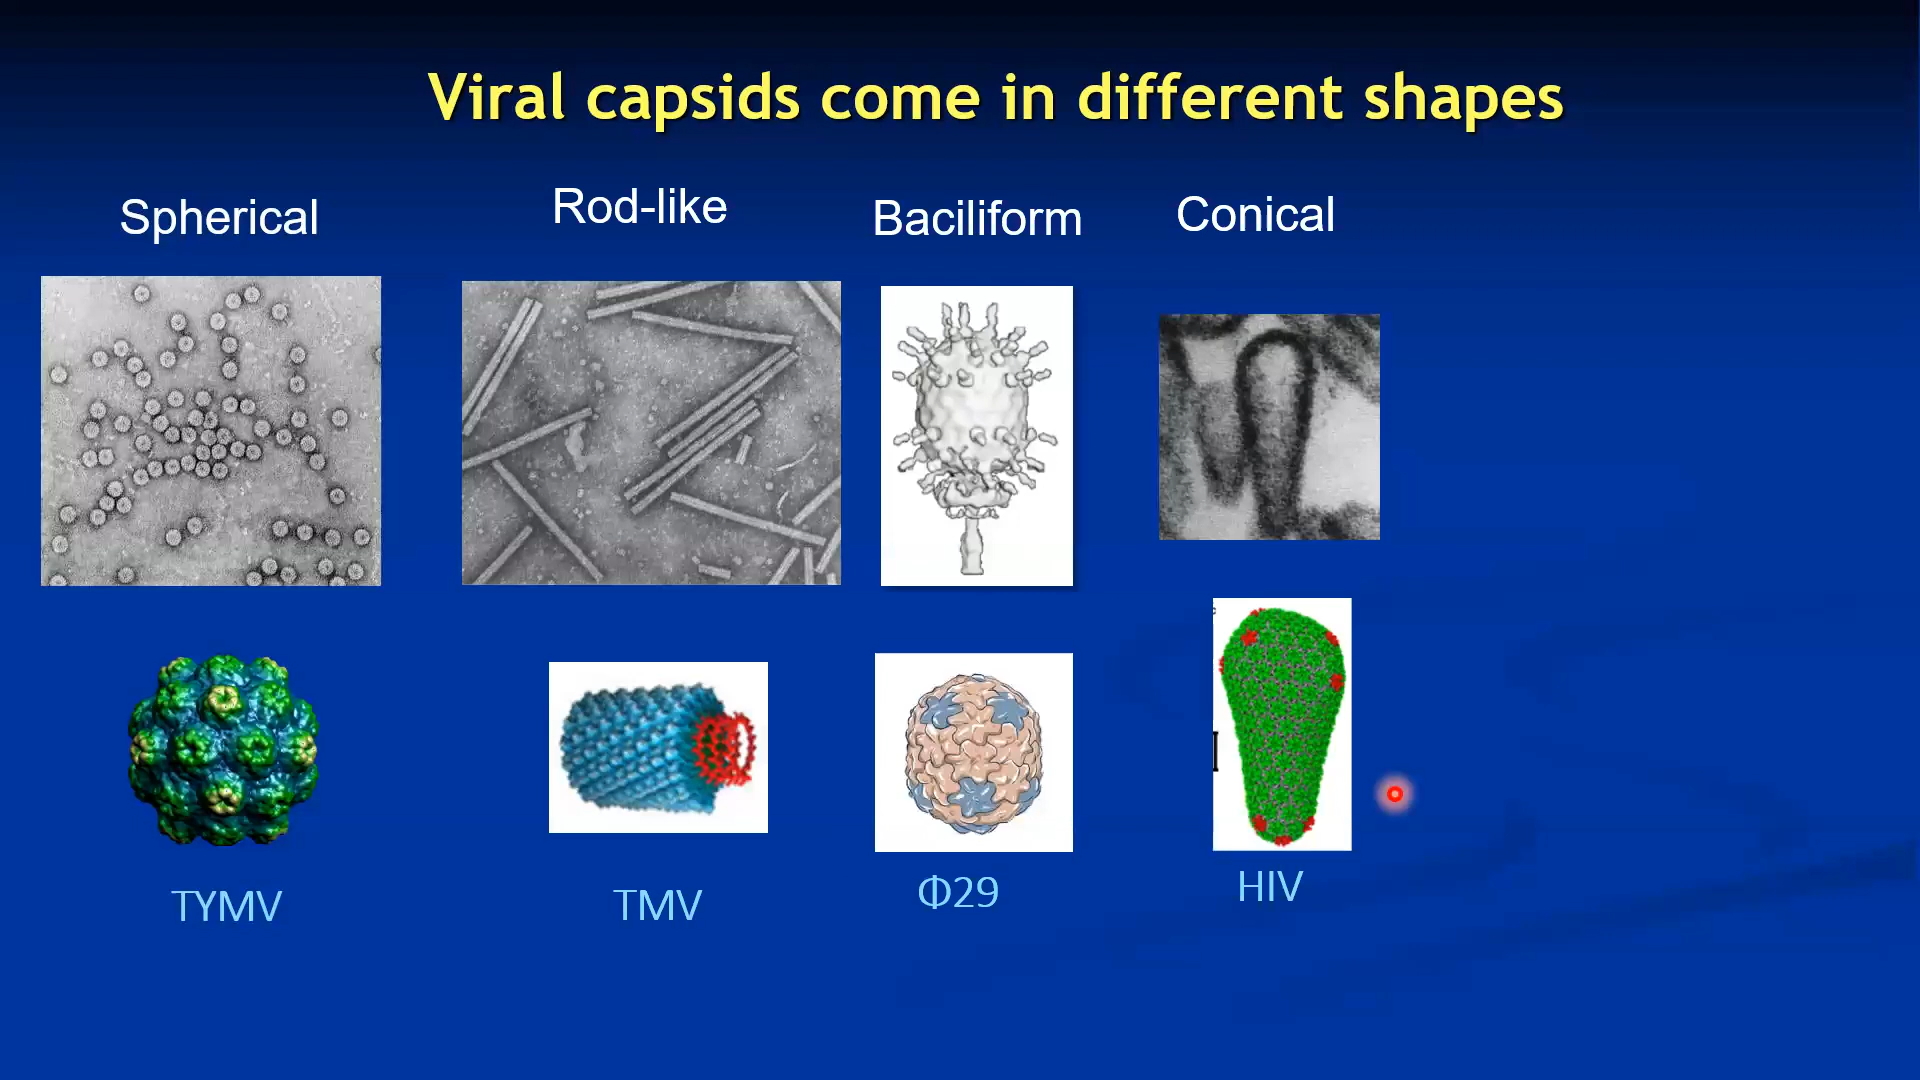 Viral capsids come in different shapes
Spherical
Rod-like
Baciliform
Conical
TYMV
TMV
Φ29
HIV